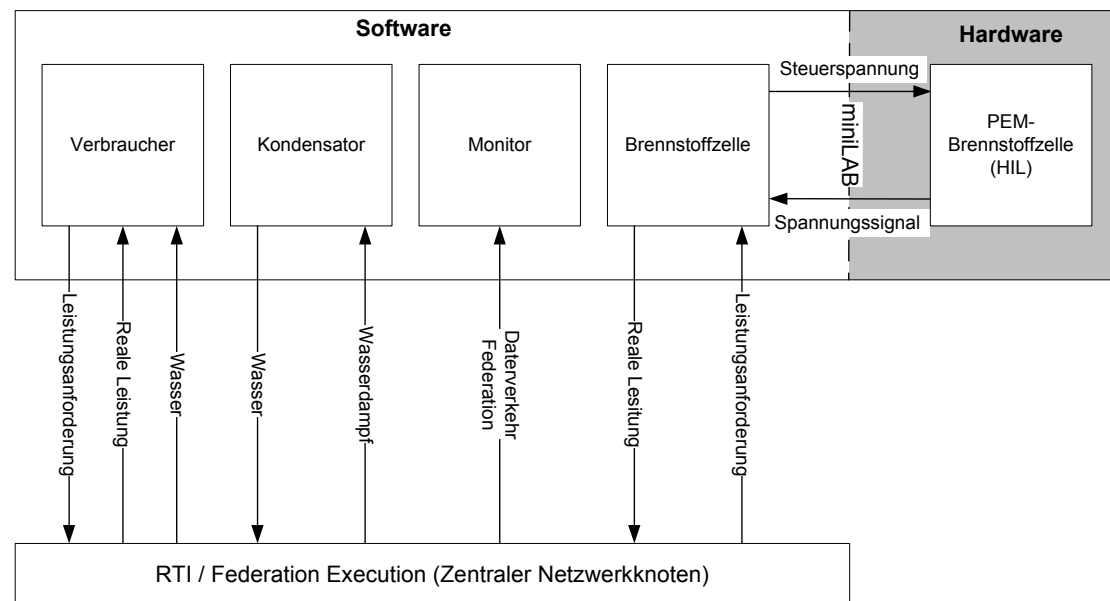 Software
Hardware
Verbraucher
Kondensator
Monitor
Brennstoffzelle
Steuerspannung
miniLAB
Spannungssignal
PEM-
Brennstoffzelle
(HIL)
Leistungsanforderung
Reale Leistung
Wasser
Wasser
Wasserdampf
Daterverkehr
Federation
Reale Lesitung
Leistungsanforderung
RTI / Federation Execution (Zentraler Netzwerkknoten)